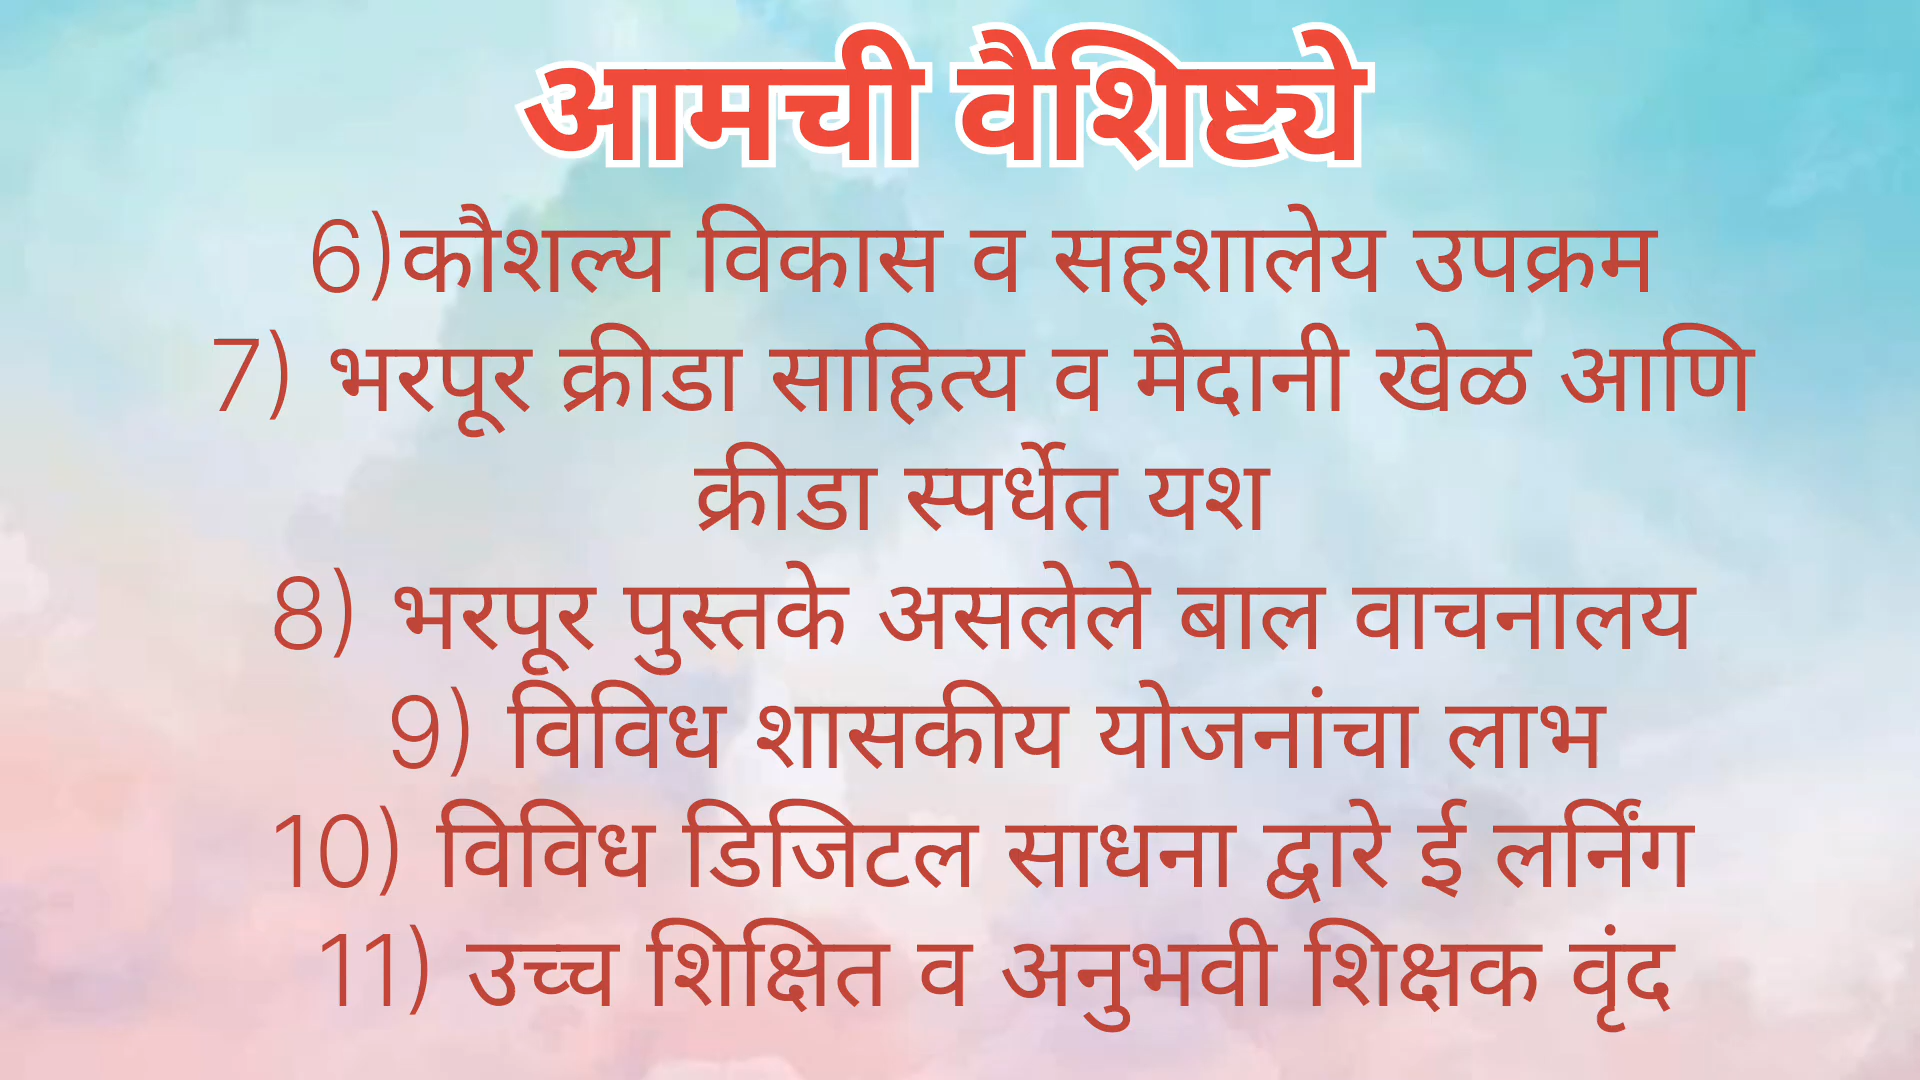 आमची वैशिष्ट्ये
6)कौशल्य विकास व सहशालेय उपक्रम
7) भरपूर क्रीडा साहित्य व मैदानी खेळ आणि
क्रीडा स्पर्धेत यश
8) भरपूर पुस्तके असलेले बाल वाचनालय
9) विविध शासकीय योजनांचा लाभ
10) विविध डिजिटल साधना द्वारे ई लर्निंग
11) उच्च शिक्षित व अनुभवी शिक्षक वृंद